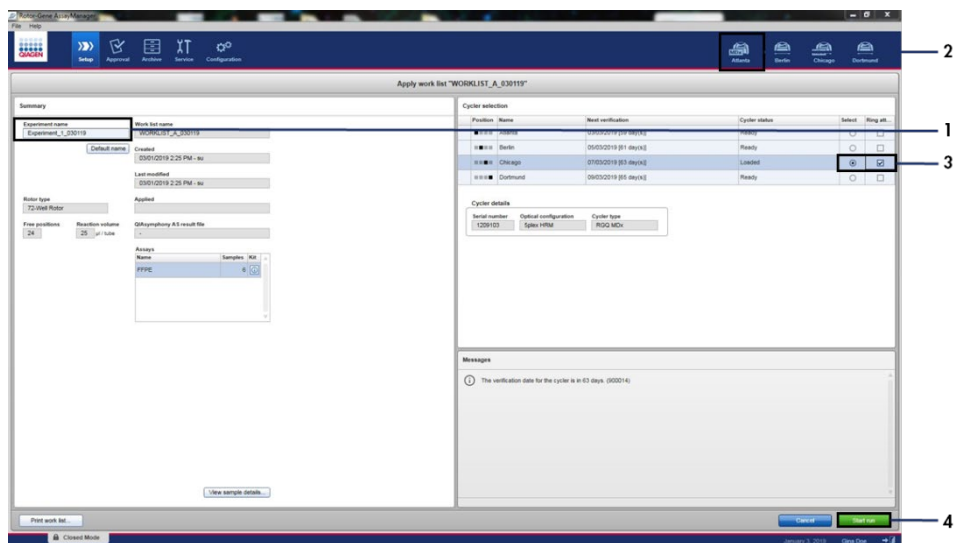 Rotor-Gene AssayManager
File Help
QIAGEN
Setup Approval Archive Service Configuration
Atlanta Berlin Chicago Dortmund
2
Apply work list "WORKLIST_A_030119"
Summary
Experiment name
Experiment_1_030119
Default name
Work list name
WORKLIST_A_030119
Created
03/01/2019 2:25 PM - su
Last modified
03/01/2019 2:25 PM - su
Rotor type
72-Well Rotor
Applied
Free positions
24
Reaction volume
25 µl / tube
QIAsymphony AS result file
-
Assays
Name Samples Kit
FFPE 6
View sample details...
Print work list...
Closed Mode
Cycler selection
Position Name Next verification Cycler status Select Ring att...
Atlanta 03/03/2019 [59 day(s)] Ready
1
Berlin 05/03/2019 [61 day(s)] Ready
Chicago 07/03/2019 [63 day(s)] Loaded
3
Dortmund 09/03/2019 [65 day(s)] Ready
Cycler details
Serial number Optical configuration Cycler type
1209103 5plex HRM RGQ MDx
Messages
The verification date for the cycler is in 63 days. (900014)
Cancel
Start run
4
January 3, 2019 Gina Doe